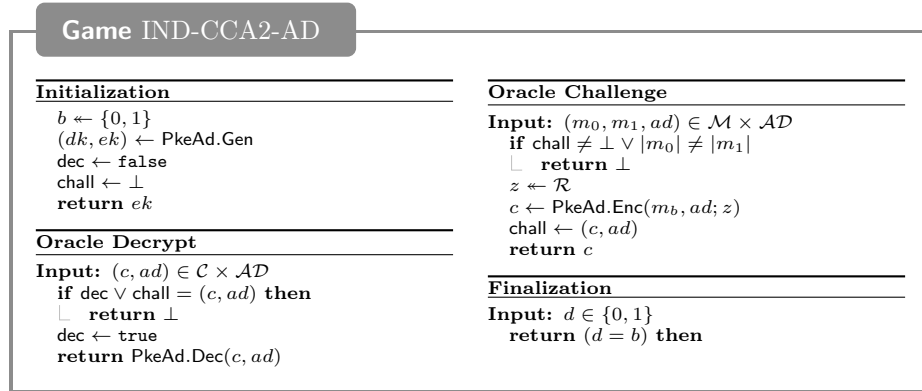 Game IND-CCA2-AD
Initialization
b ↞ {0, 1}
(dk, ek) ← PkeAd.Gen
dec ← false
chall ← ⊥
return ek
Oracle Decrypt
Input: (c, ad) ∈ C × AD
if dec ∨ chall = (c, ad) then
return ⊥
dec ← true
return PkeAd.Dec(c, ad)
Oracle Challenge
Input: (m₀, m₁, ad) ∈ M × AD
if chall ≠ ⊥ ∨ |m₀| ≠ |m₁|
return ⊥
z ↞ R
c ← PkeAd.Enc(m_b, ad; z)
chall ← (c, ad)
return c
Finalization
Input: d ∈ {0, 1}
return (d = b) then